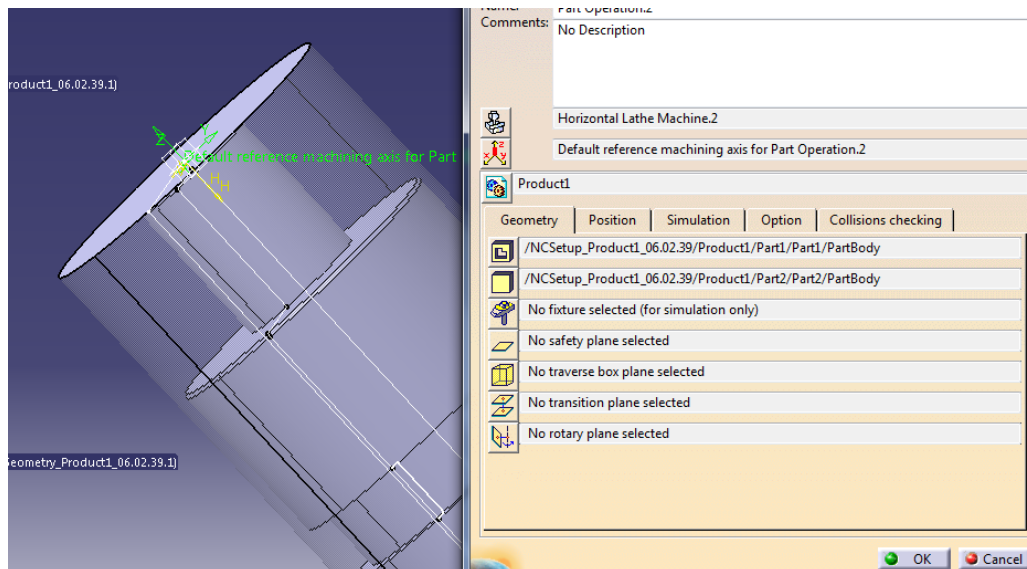 Name:
Part Operation.2
Comments:
No Description
roduct1_06.02.39.1)
Z
Y
Default reference machining axis for Part
H
H
Horizontal Lathe Machine.2
Default reference machining axis for Part Operation.2
Product1
Geometry Position Simulation Option Collisions checking
/NCSetup_Product1_06.02.39/Product1/Part1/Part1/PartBody
/NCSetup_Product1_06.02.39/Product1/Part2/Part2/PartBody
No fixture selected (for simulation only)
No safety plane selected
No traverse box plane selected
No transition plane selected
No rotary plane selected
Geometry_Product1_06.02.39.1)
OK Cancel